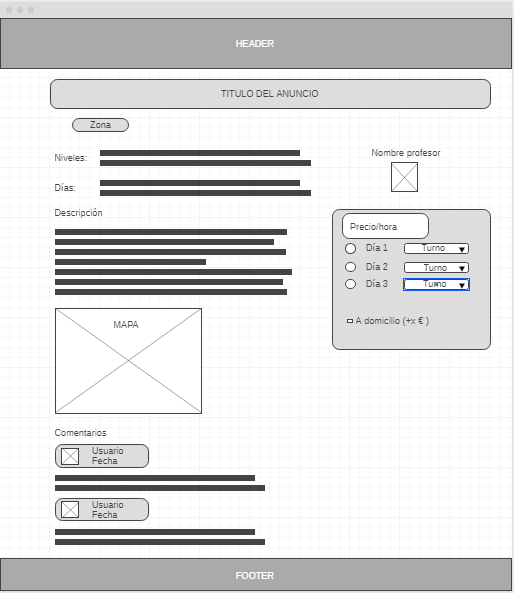 HEADER
TITULO DEL ANUNCIO
Zona
Niveles:
Días:
Nombre profesor
Descripción
Precio/hora
Día 1 Turno
Día 2 Turno
Día 3 Turno
A domicilio (+x € )
MAPA
Comentarios
Usuario
Fecha
Usuario
Fecha
FOOTER